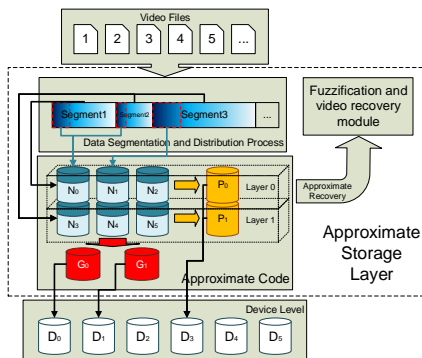 Video Files
1 2 3 4 5 ...
Segment1 Segment2 Segment3 ...
Data Segmentation and Distribution Process
Fuzzification and
video recovery
module
N0 N1 N2 P0 Layer 0
N3 N4 N5 P1 Layer 1
Approximate
Recovery
G0 G1
Approximate Code
Approximate
Storage
Layer
Device Level
D0 D1 D2 D3 D4 D5